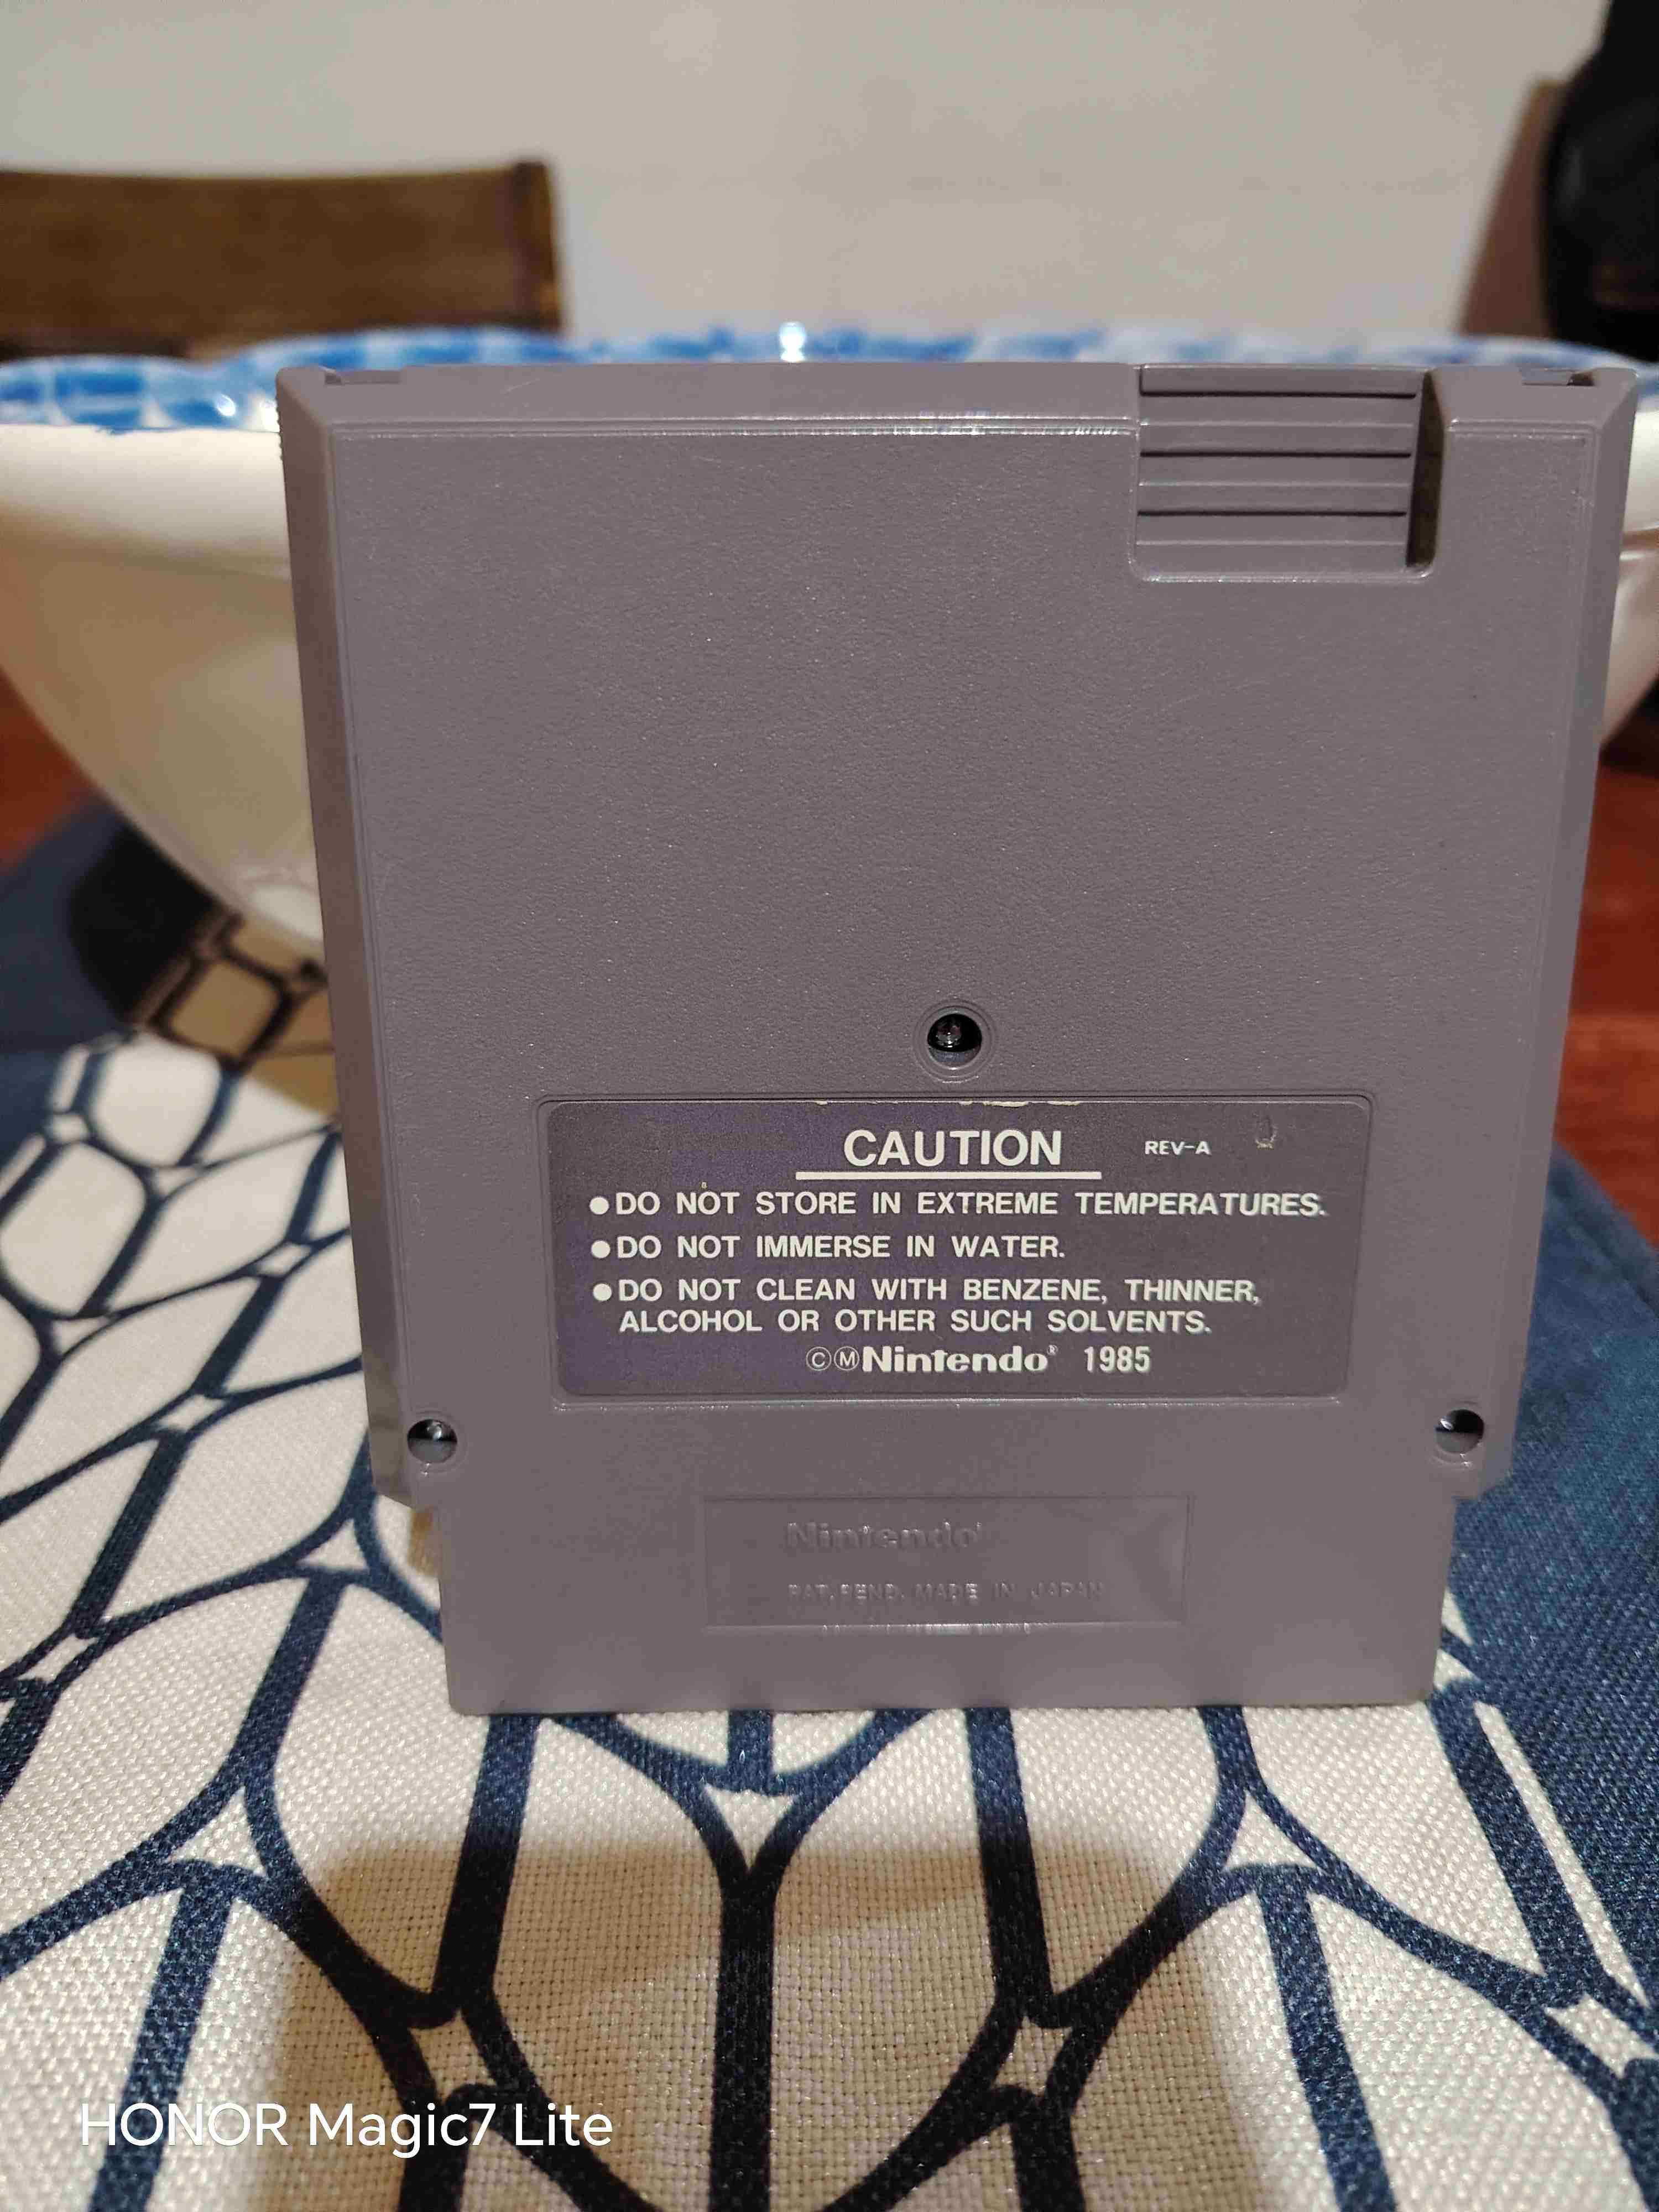 CAUTION REV-A
●DO NOT STORE IN EXTREME TEMPERATURES.
●DO NOT IMMERSE IN WATER.
●DO NOT CLEAN WITH BENZENE, THINNER,
ALCOHOL OR OTHER SUCH SOLVENTS.
©ⓂNintendo® 1985
Nintendo®
PAT. PEND. MADE IN JAPAN
HONOR Magic7 Lite